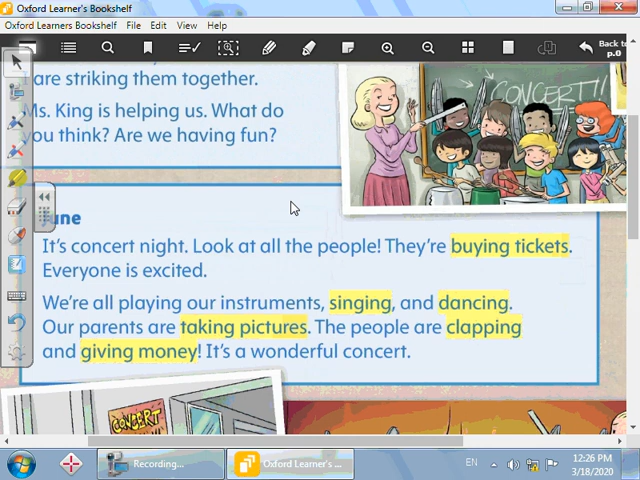 Oxford Learner's Bookshelf
Oxford Learner's Bookshelf File Edit View Help
Back to
are striking them together.
Ms. King is helping us. What do
you think? Are we having fun?
CONCERT!!
June
It's concert night. Look at all the people! They're buying tickets.
Everyone is excited.
We're all playing our instruments, singing, and dancing.
Our parents are taking pictures. The people are clapping
and giving money! It's a wonderful concert.
CONCERT
Recording...
Oxford Learner's ...
EN
12:26 PM
3/18/2020